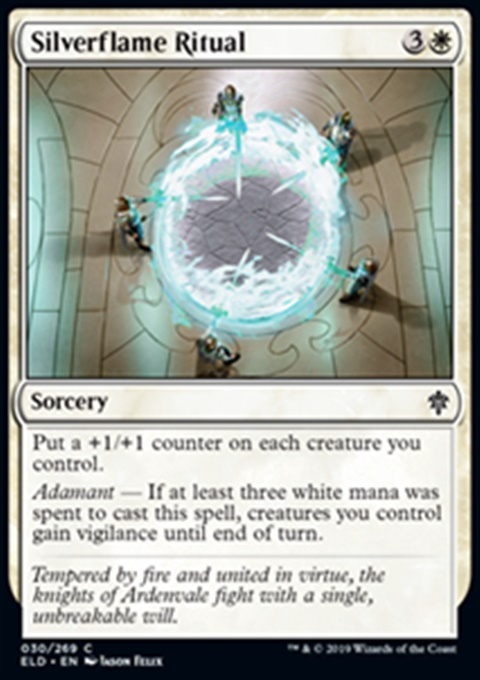 Silverflame Ritual 3
Sorcery
Put a +1/+1 counter on each creature you
control.
Adamant — If at least three white mana was
spent to cast this spell, creatures you control
gain vigilance until end of turn.
Tempered by fire and united in virtue, the
knights of Ardenvale fight with a single,
unbreakable will.
030/269 C
ELD • EN Jason Felix
™ & © 2019 Wizards of the Coast